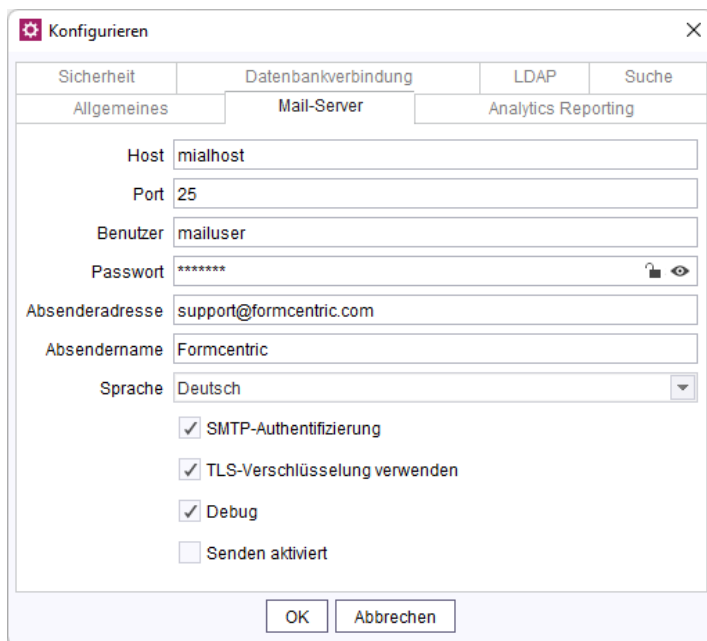 Konfigurieren
Sicherheit Datenbankverbindung LDAP Suche
Allgemeines Mail-Server Analytics Reporting
Host mialhost
Port 25
Benutzer mailuser
Passwort *******
Absenderadresse support@formcentric.com
Absendername Formcentric
Sprache Deutsch
SMTP-Authentifizierung
TLS-Verschlüsselung verwenden
Debug
Senden aktiviert
OK Abbrechen